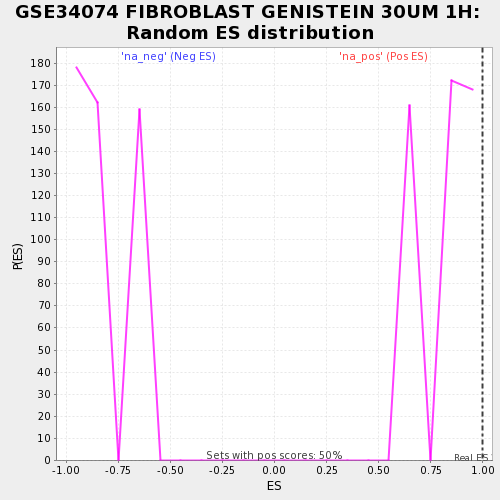 GSE34074 FIBROBLAST GENISTEIN 30UM 1H:
Random ES distribution
'na_neg' (Neg ES)
'na_pos' (Pos ES)
180
170
160
150
140
130
120
110
100
90
80
70
60
50
40
30
20
10
0
P(ES)
Sets with pos scores: 50%
Real ES
-1.00 -0.75 -0.50 -0.25 0.00 0.25 0.50 0.75 1.00
ES